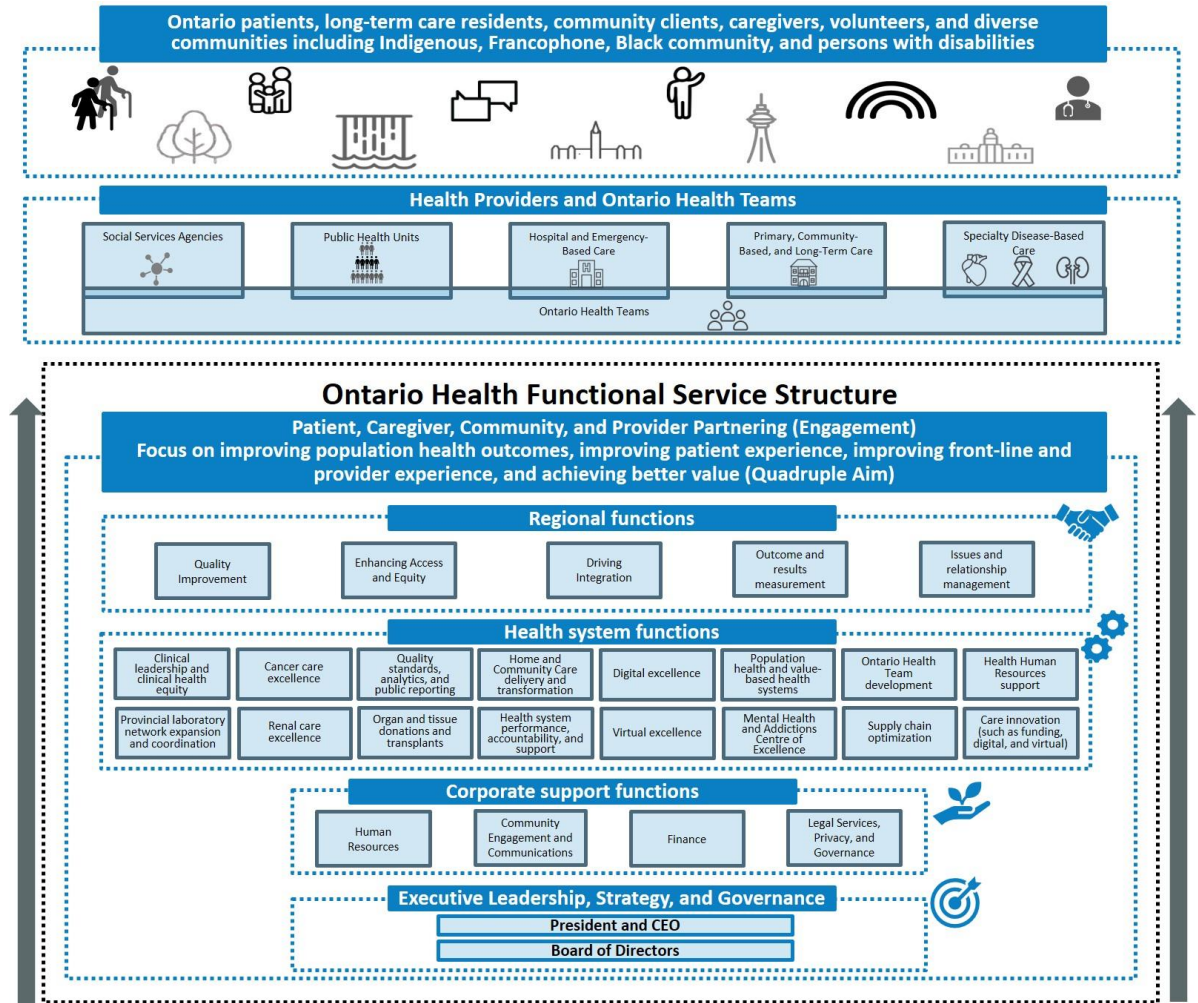 Ontario patients, long-term care residents, community clients, caregivers, volunteers, and diverse
communities including Indigenous, Francophone, Black community, and persons with disabilities
Health Providers and Ontario Health Teams
Social Services Agencies
Public Health Units
Hospital and Emergency-
Based Care
H
Primary, Community-
Based, and Long-Term Care
Specialty Disease-Based
Care
Ontario Health Teams
Ontario Health Functional Service Structure
Patient, Caregiver, Community, and Provider Partnering (Engagement)
Focus on improving population health outcomes, improving patient experience, improving front-line and
provider experience, and achieving better value (Quadruple Aim)
Regional functions
Quality
Improvement
Enhancing Access
and Equity
Driving
Integration
Outcome and
results
measurement
Issues and
relationship
management
Health system functions
Clinical
leadership and
clinical health
equity
Cancer care
excellence
Quality
standards,
analytics, and
public reporting
Home and
Community Care
delivery and
transformation
Digital excellence
Population
health and value-
based health
systems
Ontario Health
Team
development
Health Human
Resources
support
Provincial laboratory
network expansion
and coordination
Renal care
excellence
Organ and tissue
donations and
transplants
Health system
performance,
accountability, and
support
Virtual excellence
Mental Health
and Addictions
Centre of
Excellence
Supply chain
optimization
Care innovation
(such as funding,
digital, and virtual)
Corporate support functions
Human
Resources
Community
Engagement and
Communications
Finance
Legal Services,
Privacy, and
Governance
Executive Leadership, Strategy, and Governance
President and CEO
Board of Directors